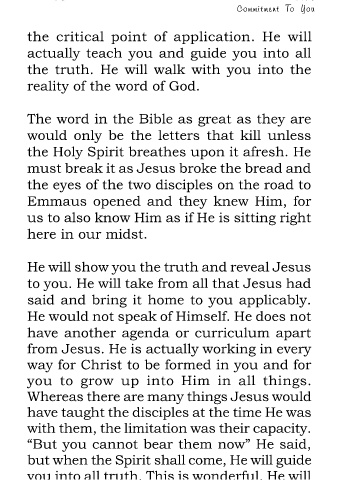 Commitment To You
the critical point of application. He will
actually teach you and guide you into all
the truth. He will walk with you into the
reality of the word of God.
The word in the Bible as great as they are
would only be the letters that kill unless
the Holy Spirit breathes upon it afresh. He
must break it as Jesus broke the bread and
the eyes of the two disciples on the road to
Emmaus opened and they knew Him, for
us to also know Him as if He is sitting right
here in our midst.
He will show you the truth and reveal Jesus
to you. He will take from all that Jesus had
said and bring it home to you applicably.
He would not speak of Himself. He does not
have another agenda or curriculum apart
from Jesus. He is actually working in every
way for Christ to be formed in you and for
you to grow up into Him in all things.
Whereas there are many things Jesus would
have taught the disciples at the time He was
with them, the limitation was their capacity.
“But you cannot bear them now” He said,
but when the Spirit shall come, He will guide
you into all truth. This is wonderful. He will